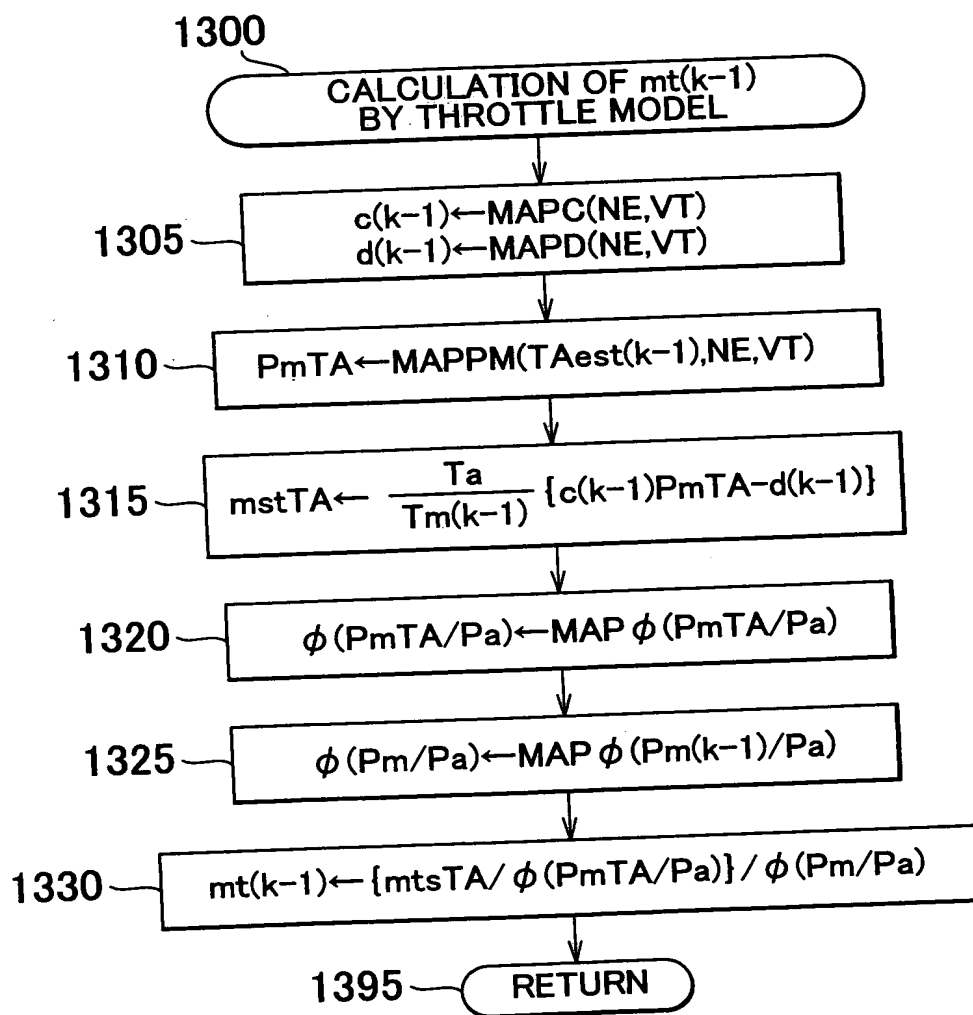 1300
CALCULATION OF mt(k-1)
BY THROTTLE MODEL
1305
c(k-1)←MAPC(NE,VT)
d(k-1)←MAPD(NE,VT)
1310
PmTA←MAPPM(TAest(k-1),NE,VT)
1315
mstTA← Ta/Tm(k-1) {c(k-1)PmTA-d(k-1)}
1320
ϕ(PmTA/Pa)←MAP ϕ(PmTA/Pa)
1325
ϕ(Pm/Pa)←MAP ϕ(Pm(k-1)/Pa)
1330
mt(k-1)←{mtsTA/ϕ(PmTA/Pa)}/ϕ(Pm/Pa)
1395
RETURN